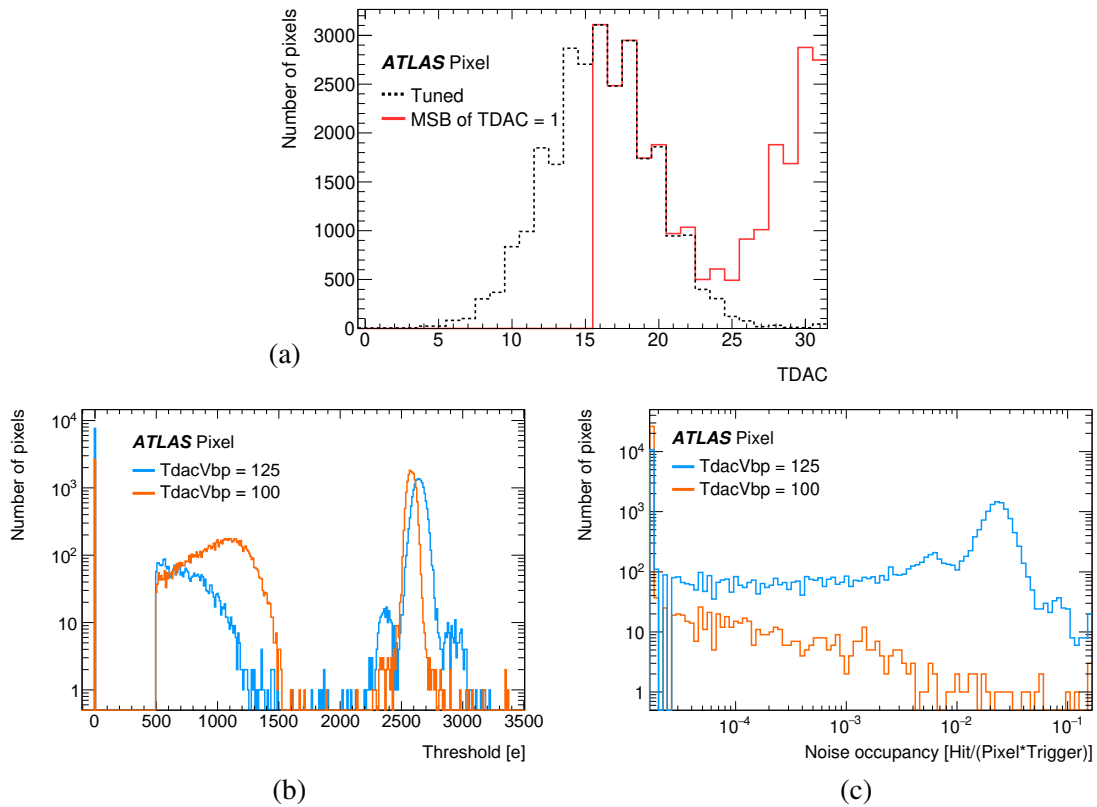 Number of pixels
3000
2500
2000
1500
1000
500
0
ATLAS Pixel
Tuned
MSB of TDAC = 1
0 5 10 15 20 25 30
TDAC
(a)
Number of pixels
10⁴
10³
10²
10
1
ATLAS Pixel
TdacVbp = 125
TdacVbp = 100
0 500 1000 1500 2000 2500 3000 3500
Threshold [e]
(b)
Number of pixels
10⁴
10³
10²
10
1
ATLAS Pixel
TdacVbp = 125
TdacVbp = 100
10⁻⁴ 10⁻³ 10⁻² 10⁻¹
Noise occupancy [Hit/(Pixel*Trigger)]
(c)